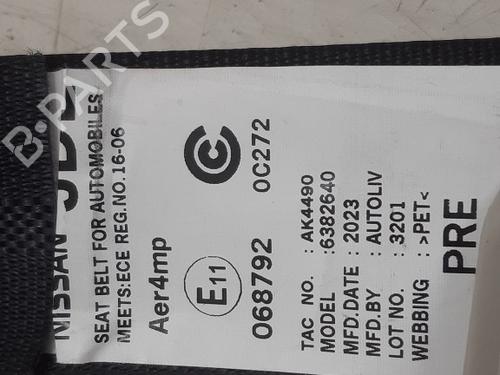 NISSAN
SEAT BELT FOR AUTOMOBILES
MEETS:ECE REG.NO.16-06
Aer4mp
E11
068792 0C272
TAC NO. : AK4490
MODEL : 6382640
MFD.DATE : 2023
MFD.BY : AUTOLIV
LOT NO. : 3201
WEBBING : >PET<
PRE
B-PARTS